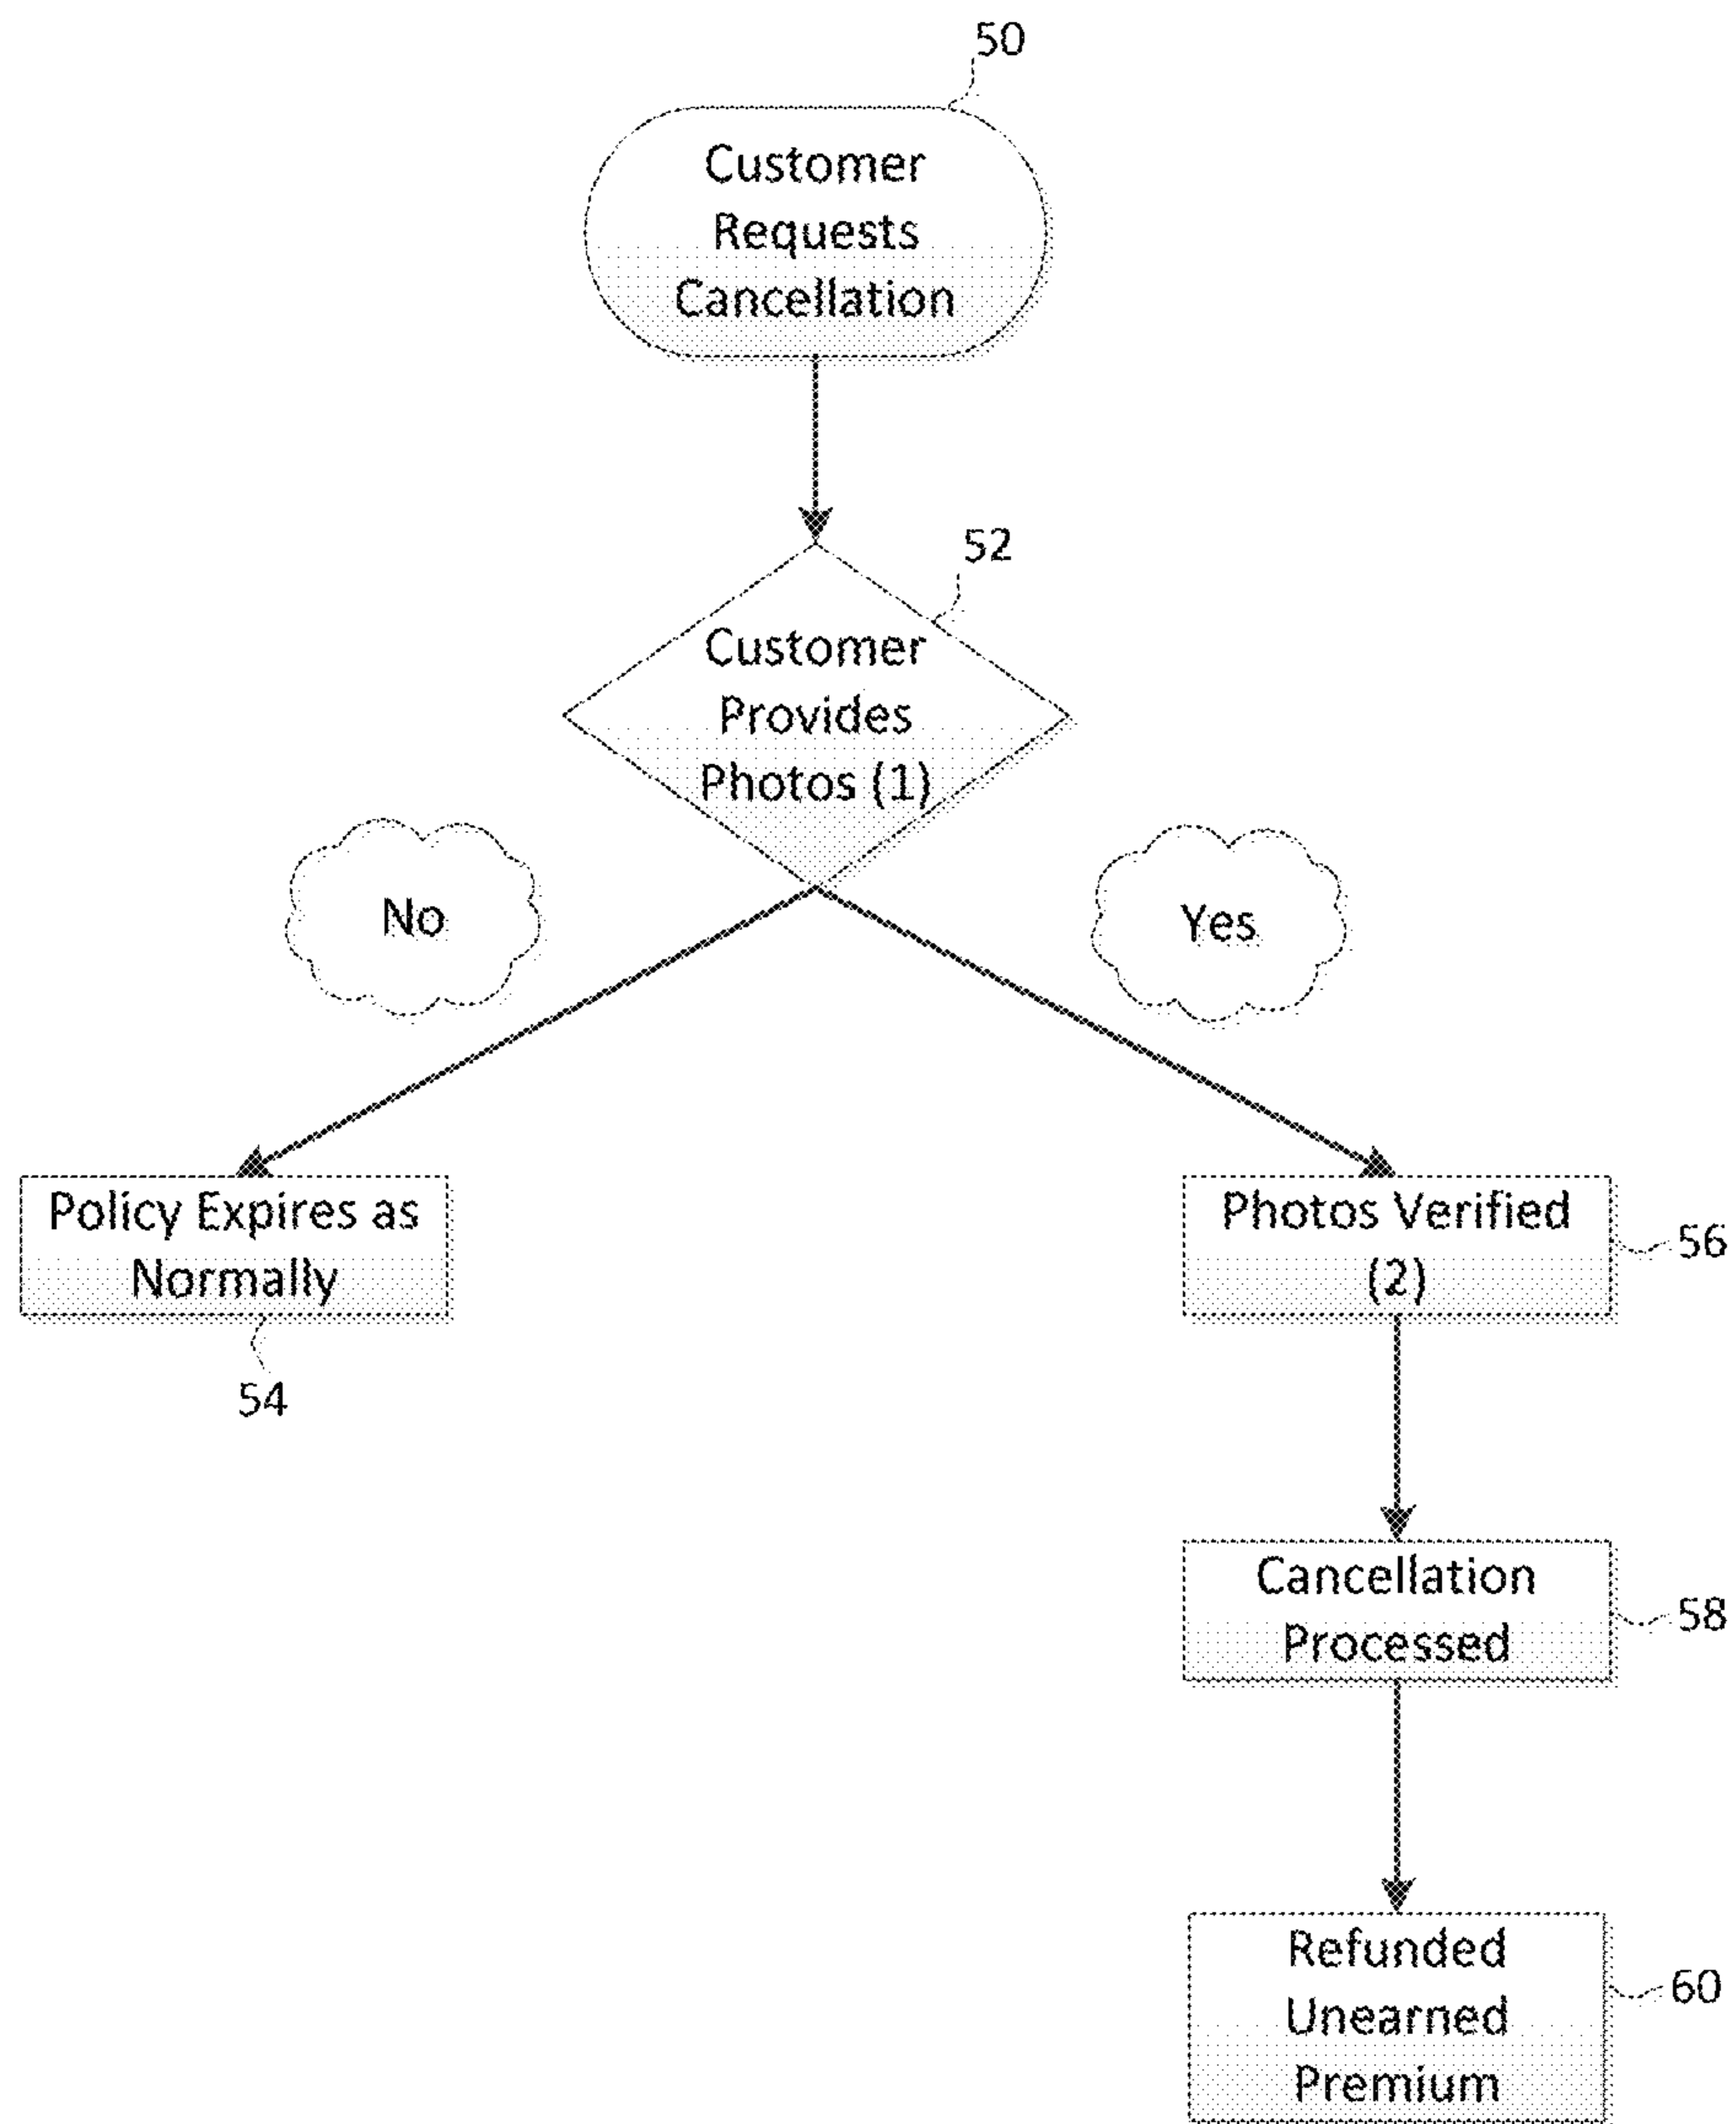 50
Customer
Requests
Cancellation
52
Customer
Provides
Photos (1)
No
Yes
Policy Expires as
Normally
54
Photos Verified
(2)
56
Cancellation
Processed
58
Refunded
Unearned
Premium
60